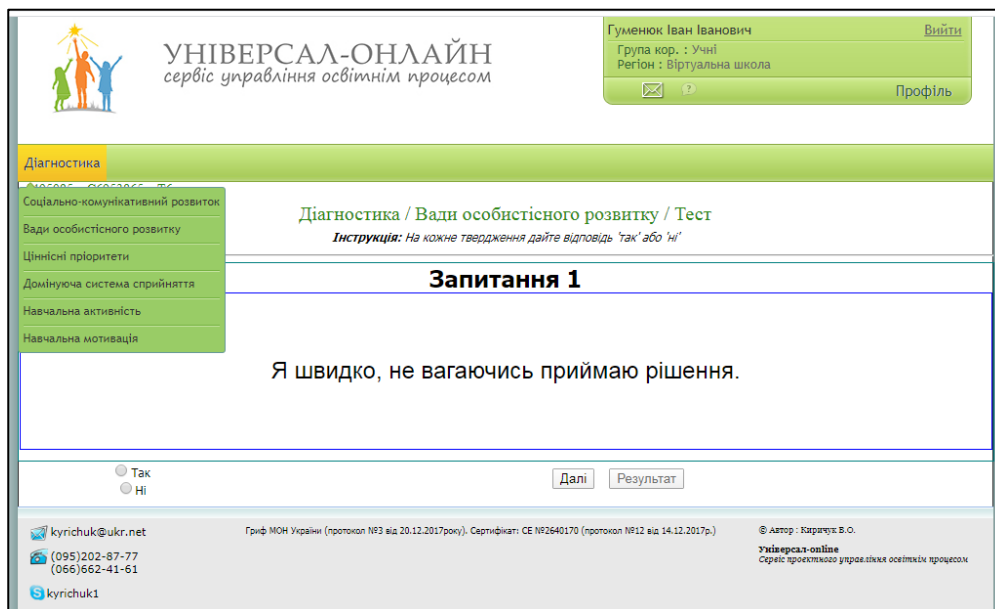 УНІВЕРСАЛ-ОНЛАЙН
сервіс управління освітнім процесом
Гуменюк Іван Іванович
Вийти
Група кор. : Учні
Регіон : Віртуальна школа
Профіль
Діагностика
Соціально-комунікативний розвиток
Вади особистісного розвитку
Ціннісні пріоритети
Домінуюча система сприйняття
Навчальна активність
Навчальна мотивація
Діагностика / Вади особистісного розвитку / Тест
Інструкція: На кожне твердження дайте відповідь 'так' або 'ні'
Запитання 1
Я швидко, не вагаючись приймаю рішення.
Так
Ні
Далі
Результат
kyrichuk@ukr.net
(095)202-87-77
(066)662-41-61
kyrichuk1
Гриф МОН України (протокол №3 від 20.12.2017року). Сертифікат: СЕ №2640170 (протокол №12 від 14.12.2017р.)
© Автор : Киричук В.О.
Універсал-online
Сервіс проектного управління освітнім процесом